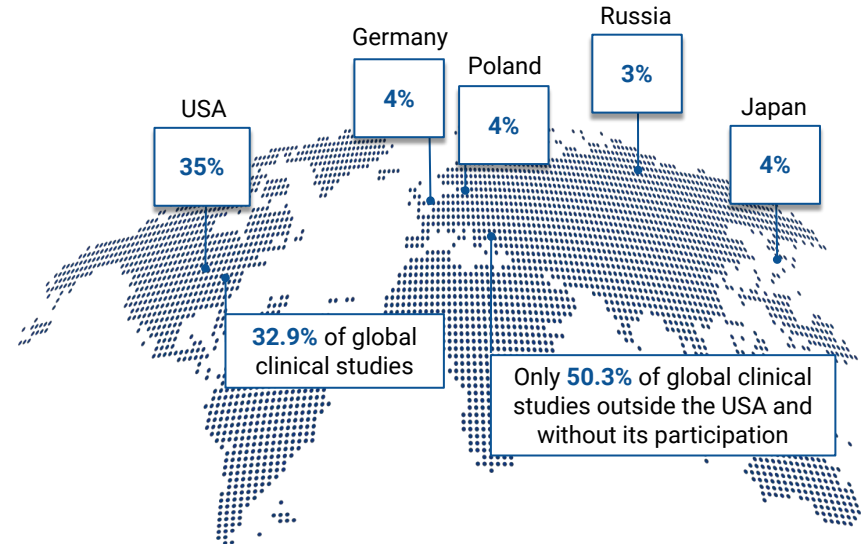 Russia
3%
Germany
4%
Poland
4%
USA
35%
Japan
4%
32.9% of global
clinical studies
Only 50.3% of global clinical
studies outside the USA and
without its participation